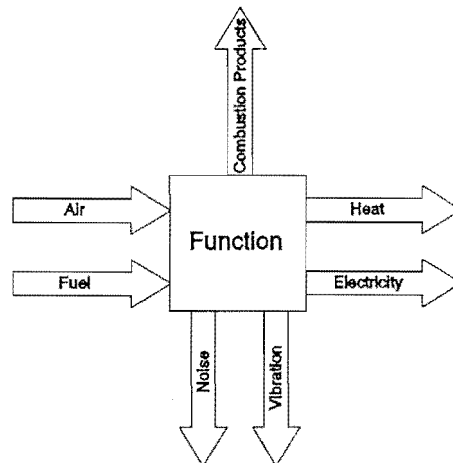 Combustion Products
Air
Heat
Function
Fuel
Electricity
Noise
Vibration